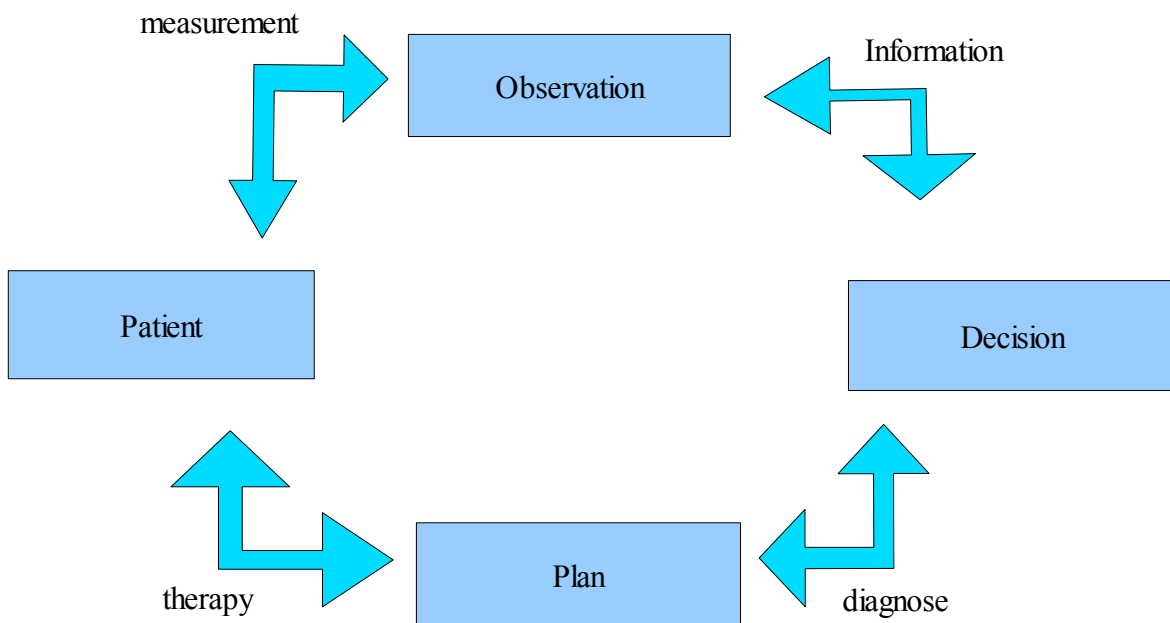 measurement
Observation
Information
Patient
Decision
Plan
therapy
diagnose